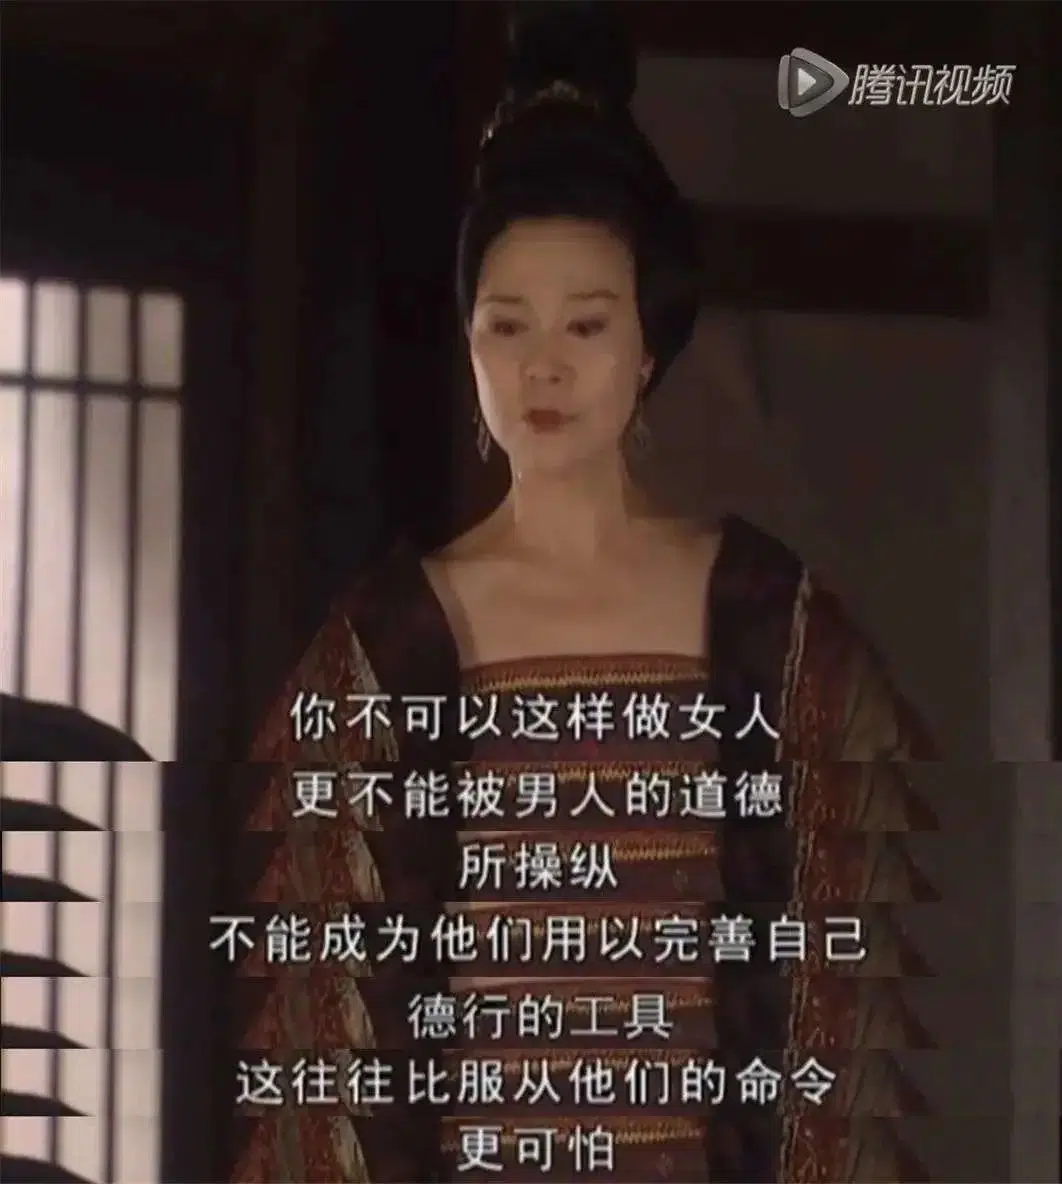 腾讯视频
你不可以这样做女人
更不能被男人的道德
所操纵
不能成为他们用以完善自己
德行的工具
这往往比服从他们的命令
更可怕